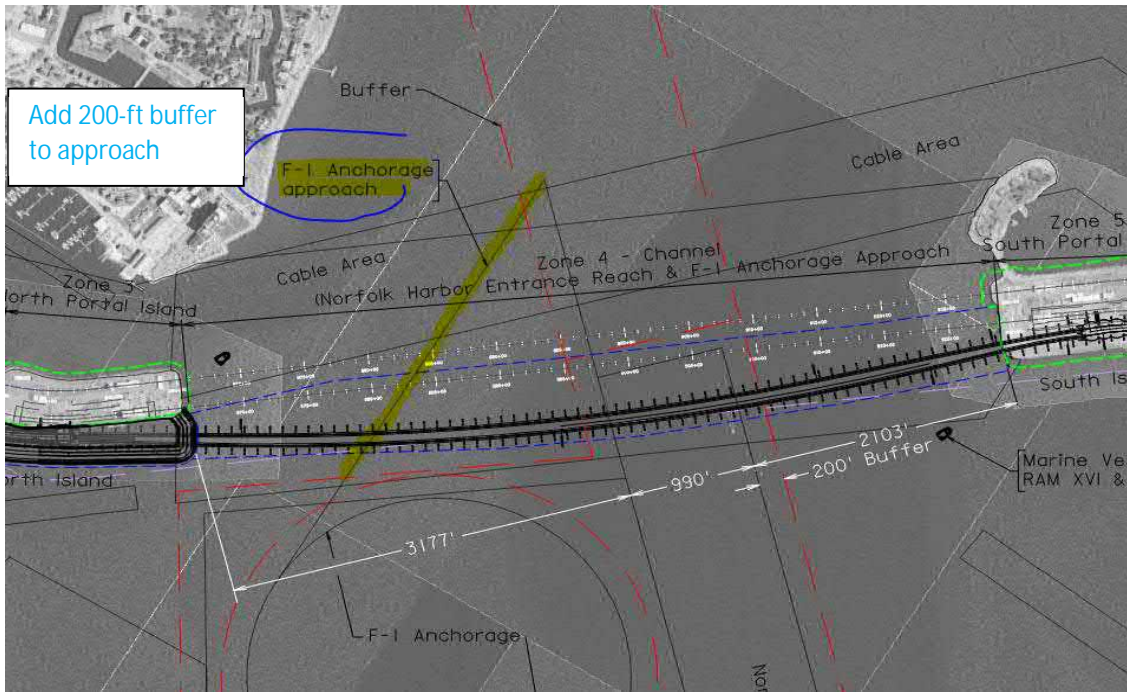 Buffer
Add 200-ft buffer
to approach
F-1 Anchorage
approach
Cable Area
Cable Area
Zone 3
North Portal Island
Zone 4 - Channel
(Norfolk Harbor Entrance Reach & F-1 Anchorage Approach
Zone 5
South Portal
South Is
orth Island
2103'
990'
200' Buffer
3177'
Marine Ve
RAM XVI &
F-1 Anchorage
Nor